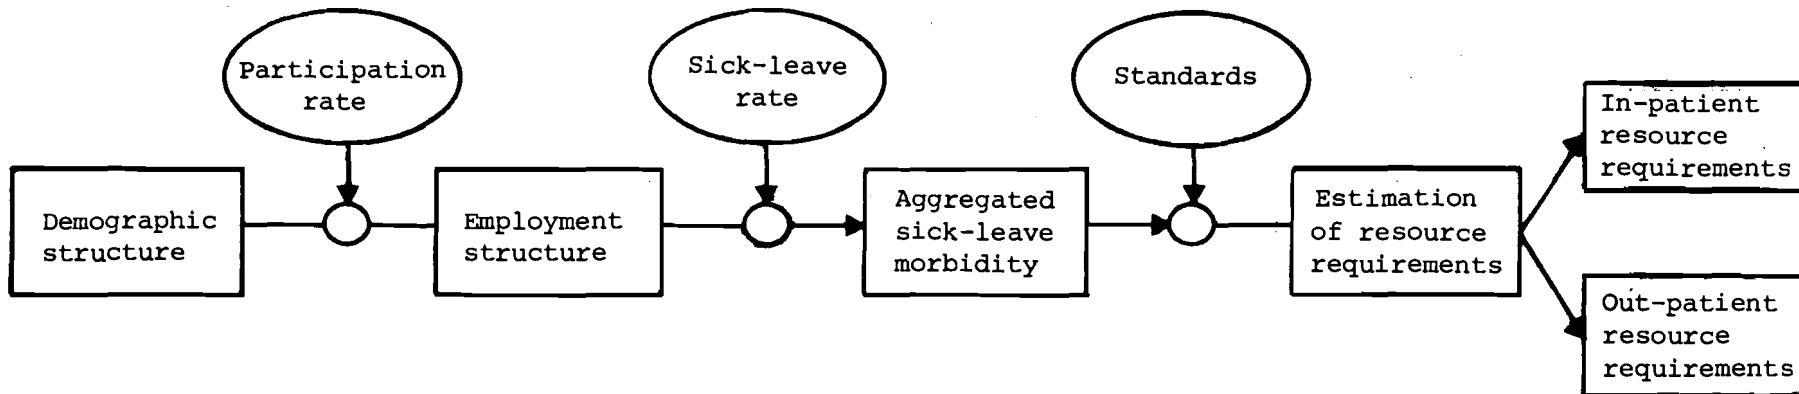 Participation
rate
Sick-leave
rate
Standards
Demographic
structure
Employment
structure
Aggregated
sick-leave
morbidity
Estimation
of resource
requirements
In-patient
resource
requirements
Out-patient
resource
requirements